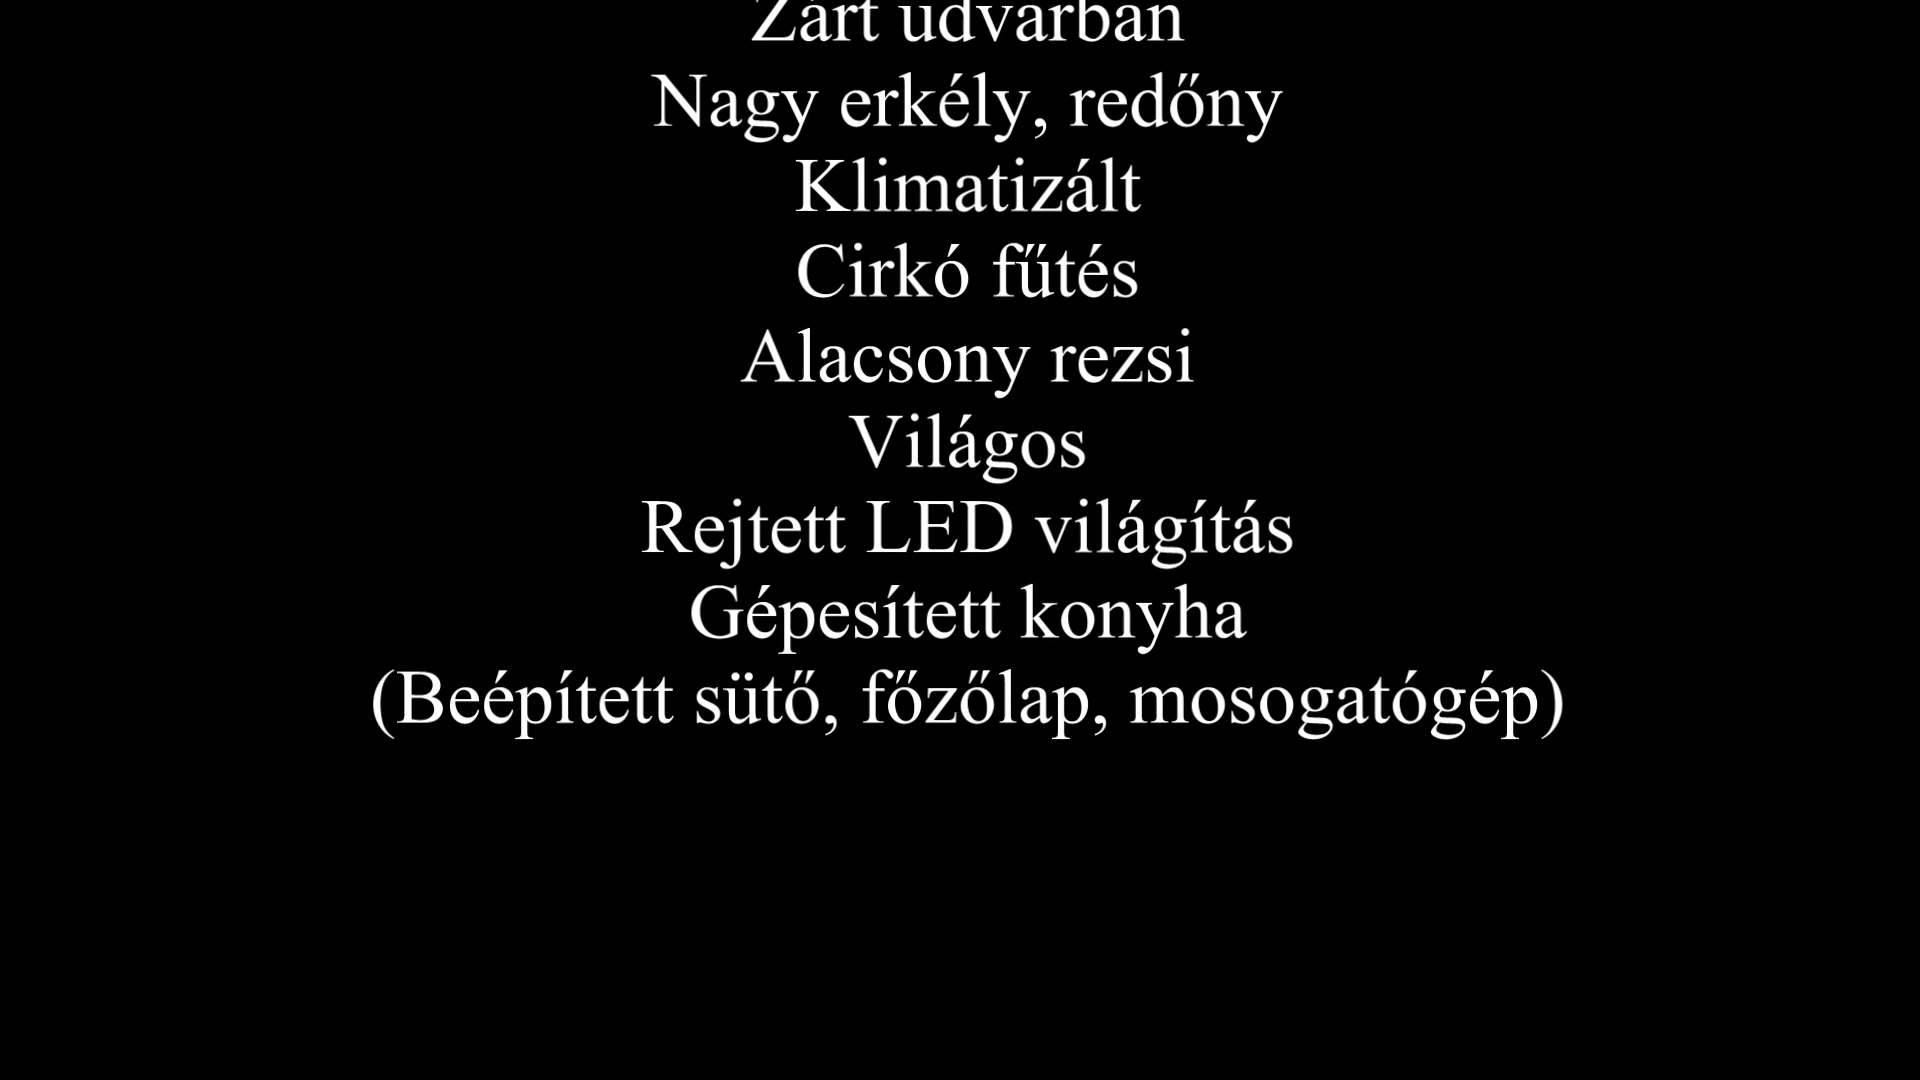 Zárt udvarban
Nagy erkély, redőny
Klimatizált
Cirkó fűtés
Alacsony rezsi
Világos
Rejtett LED világítás
Gépesített konyha
(Beépített sütő, főzőlap, mosogatógép)